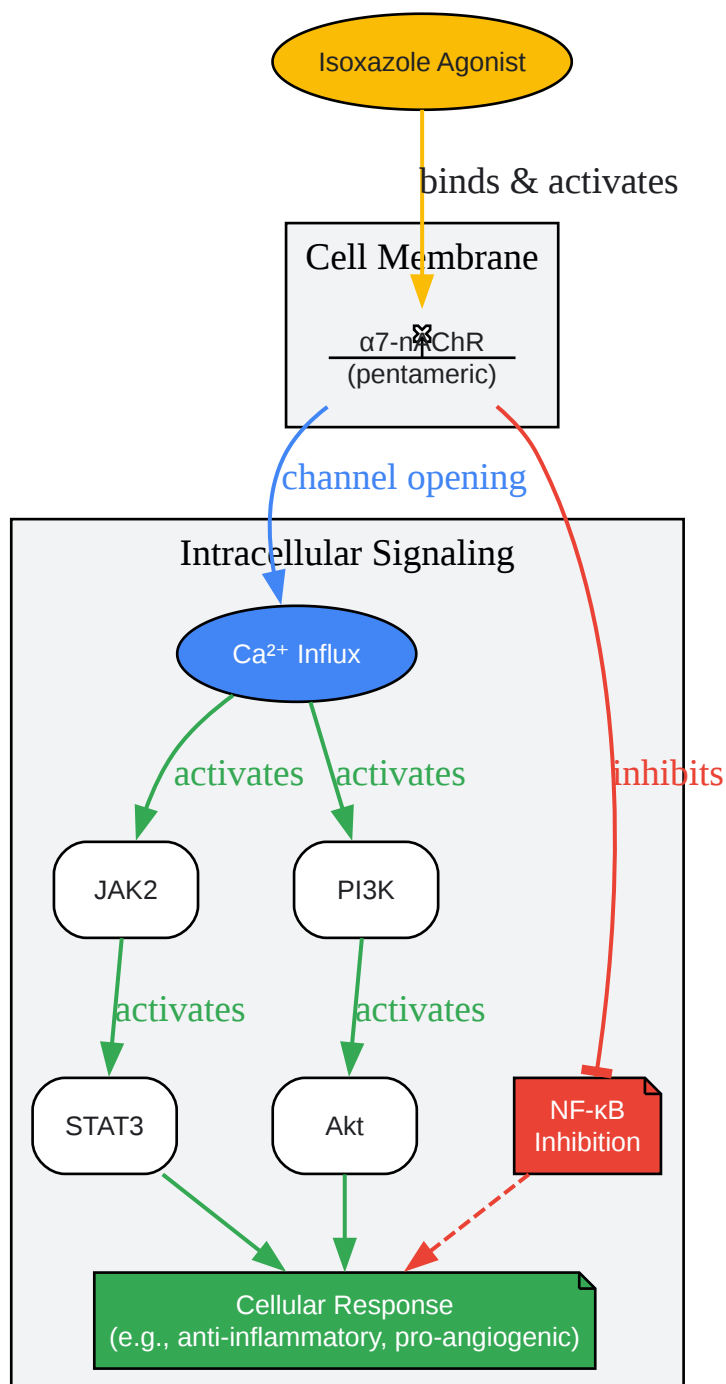 Isoxazole Agonist
binds & activates
Cell Membrane
α7-nAChR
(pentameric)
channel opening
Intracellular Signaling
Ca²⁺ Influx
activates
activates
inhibits
JAK2
PI3K
activates
activates
STAT3
Akt
NF-κB
Inhibition
Cellular Response
(e.g., anti-inflammatory, pro-angiogenic)